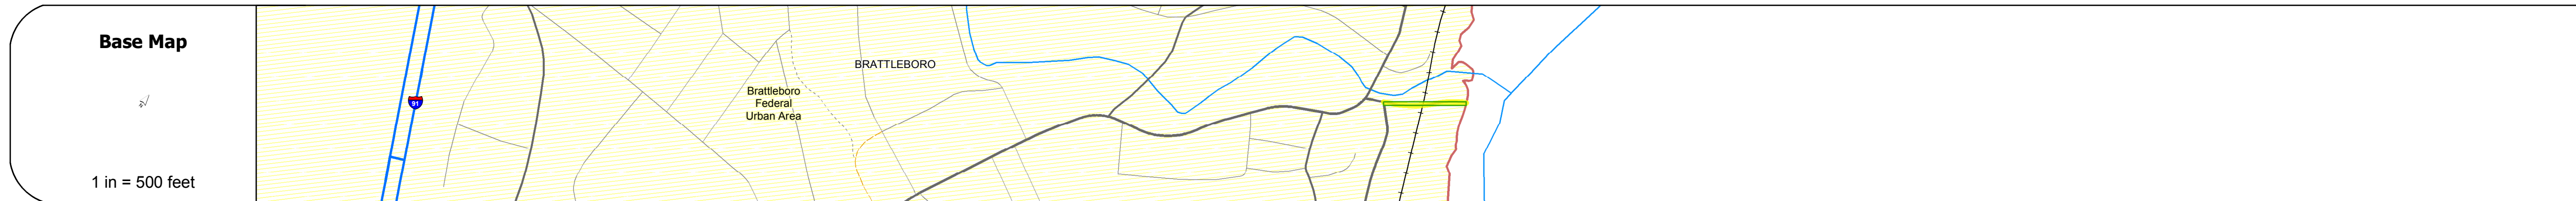 Base Map
1 in = 500 feet
91
BRATTLEBORO
Brattleboro
Federal
Urban Area